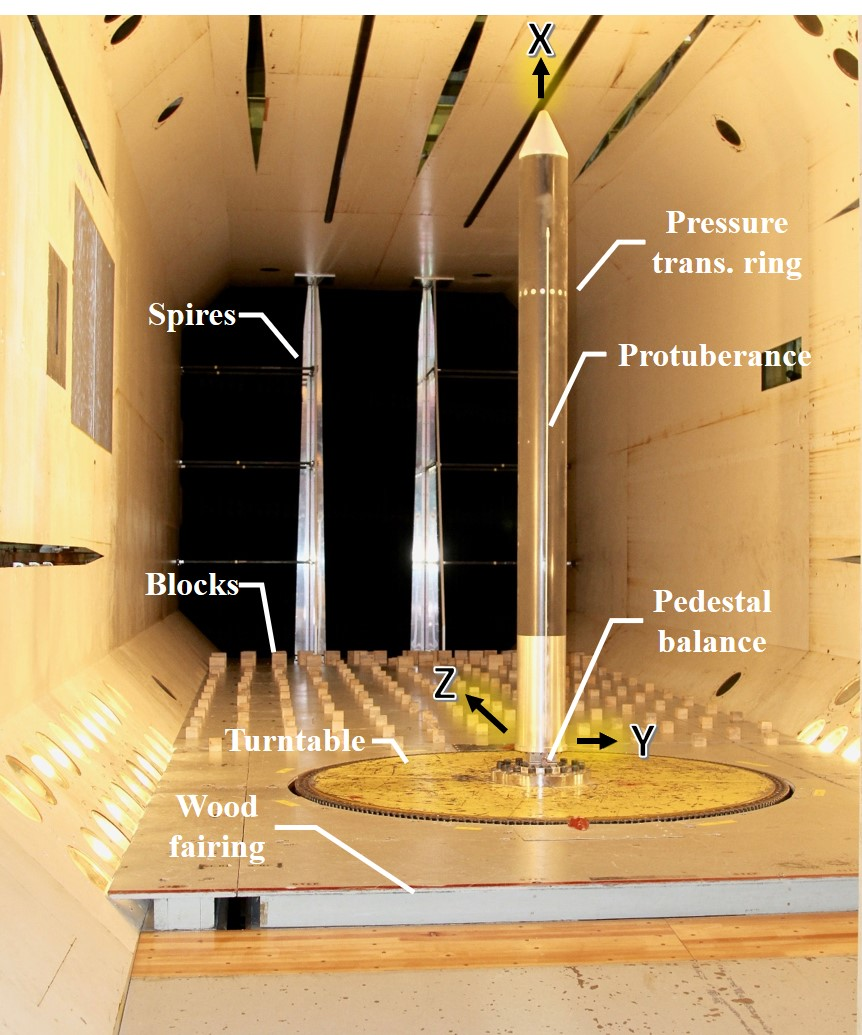 X
Pressure
trans. ring
Spires
Protuberance
Blocks
Pedestal
balance
Z
Y
Turntable
Wood
fairing